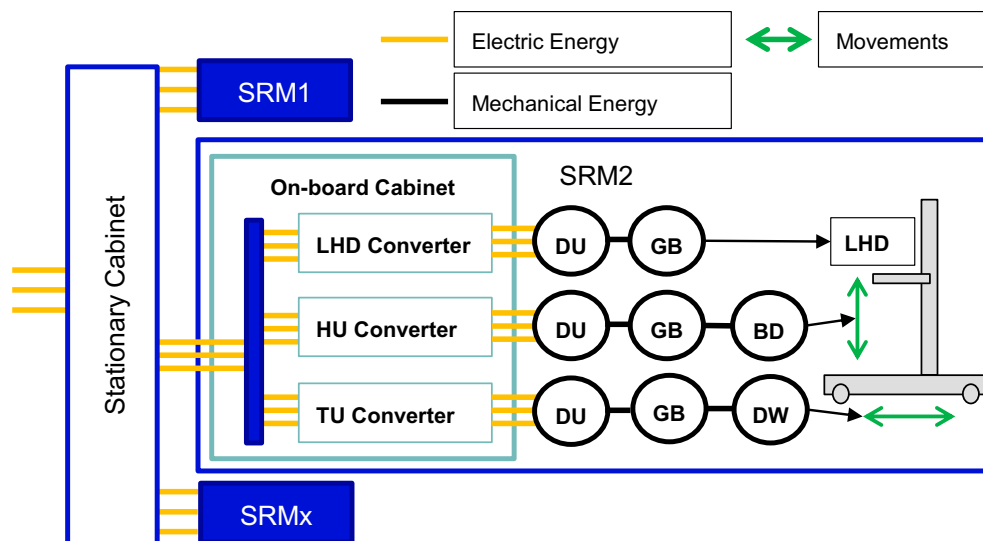 Electric Energy
Movements
SRM1
Mechanical Energy
Stationary Cabinet
On-board Cabinet
SRM2
LHD Converter
DU
GB
LHD
HU Converter
DU
GB
BD
TU Converter
DU
GB
DW
SRMx